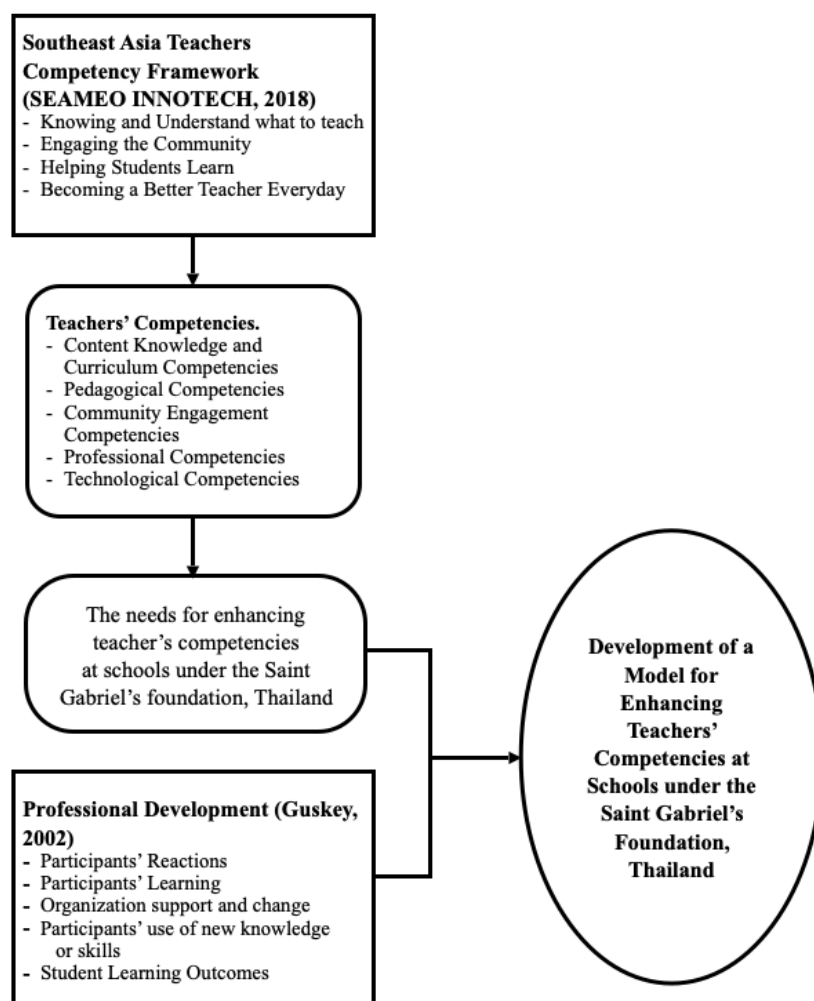 Southeast Asia Teachers
Competency Framework
(SEAMEO INNOTECH, 2018)
- Knowing and Understand what to teach
- Engaging the Community
- Helping Students Learn
- Becoming a Better Teacher Everyday
Teachers’ Competencies.
- Content Knowledge and
Curriculum Competencies
- Pedagogical Competencies
- Community Engagement
Competencies
- Professional Competencies
- Technological Competencies
The needs for enhancing
teacher’s competencies
at schools under the Saint
Gabriel’s foundation, Thailand
Professional Development (Guskey,
2002)
- Participants’ Reactions
- Participants’ Learning
- Organization support and change
- Participants’ use of new knowledge
or skills
- Student Learning Outcomes
Development of a
Model for
Enhancing
Teachers’
Competencies at
Schools under the
Saint Gabriel’s
Foundation,
Thailand